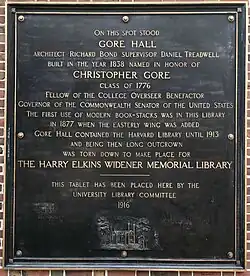 ON THIS SPOT STOOD
GORE HALL
ARCHITECT RICHARD BOND SUPERVISOR DANIEL TREADWELL
BUILT IN THE YEAR 1838 NAMED IN HONOR OF
CHRISTOPHER GORE
CLASS OF 1776
FELLOW OF THE COLLEGE OVERSEER BENEFACTOR
GOVERNOR OF THE COMMONWEALTH SENATOR OF THE UNITED STATES
THE FIRST USE OF MODERN BOOK-STACKS WAS IN THIS LIBRARY
IN 1877 WHEN THE EASTERLY WING WAS ADDED
GORE HALL CONTAINED THE HARVARD LIBRARY UNTIL 1913
AND BEING THEN LONG OUTGROWN
WAS TORN DOWN TO MAKE PLACE FOR
THE HARRY ELKINS WIDENER MEMORIAL LIBRARY
THIS TABLET HAS BEEN PLACED HERE BY THE
UNIVERSITY LIBRARY COMMITTEE
1916